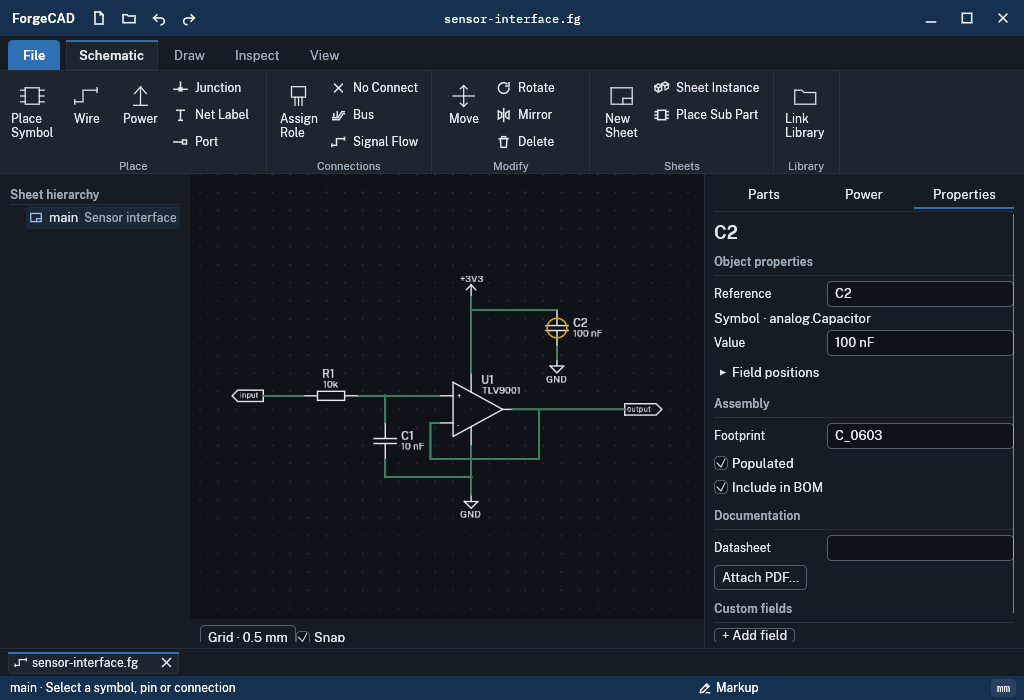 ForgeCAD
sensor-interface.fg
File Schematic Draw Inspect View
Place Symbol
Wire
Power
Junction
Net Label
Port
Place
Assign Role
No Connect
Bus
Signal Flow
Connections
Move
Rotate
Mirror
Delete
Modify
New Sheet
Sheet Instance
Place Sub Part
Sheets
Link Library
Library
Sheet hierarchy
main Sensor interface
+3V3
C2
100 nF
GND
R1
10k
input
U1
TLV9001
+
-
output
C1
10 nF
GND
Grid · 0.5 mm
Snap
Parts Power Properties
C2
Object properties
Reference C2
Symbol · analog.Capacitor
Value 100 nF
Field positions
Assembly
Footprint C_0603
Populated
Include in BOM
Documentation
Datasheet
Attach PDF...
Custom fields
+ Add field
sensor-interface.fg
main · Select a symbol, pin or connection
Markup
mm